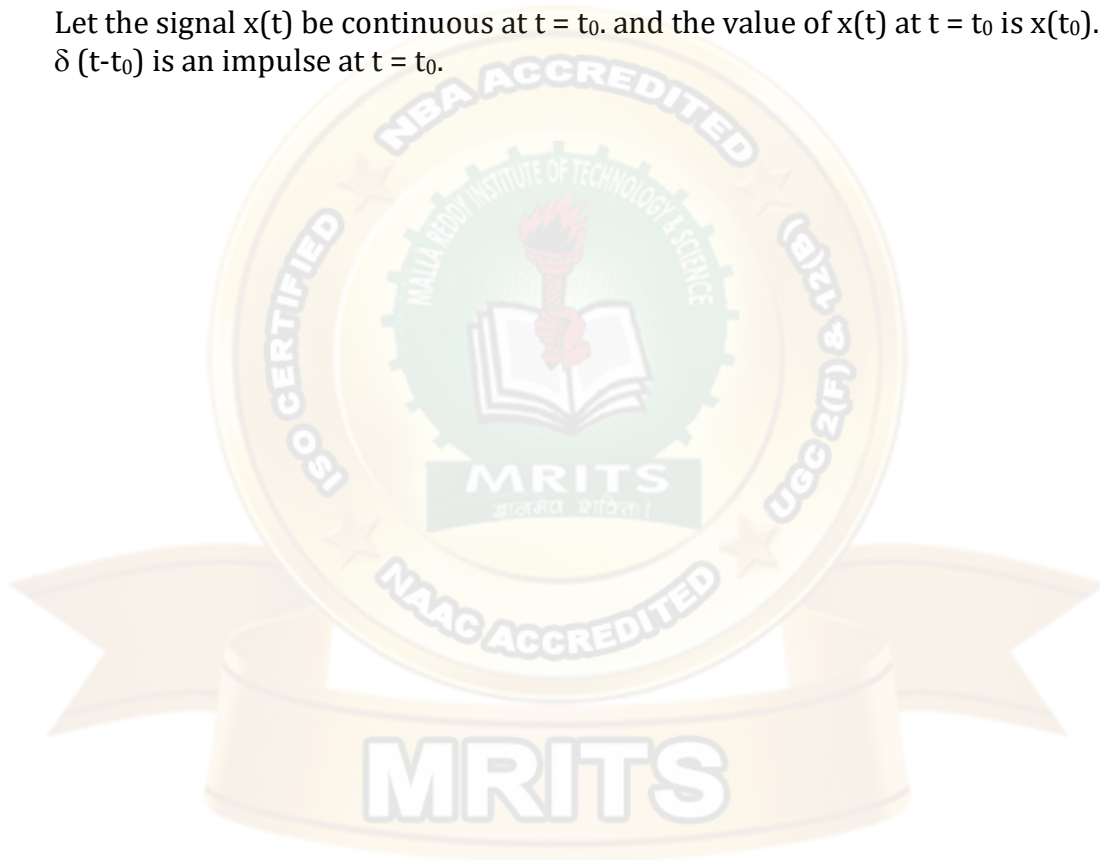 Let the signal x(t) be continuous at t = t₀. and the value of x(t) at t = t₀ is x(t₀).
δ (t-t₀) is an impulse at t = t₀.
NBA ACCREDITED
MALLA REDDY INSTITUTE OF TECHNOLOGY & SCIENCE
ISO CERTIFIED
UGC 2(F) & 12(B)
MRITS
ज्ञानमेव शक्तिः।
NAAC ACCREDITED
MRITS